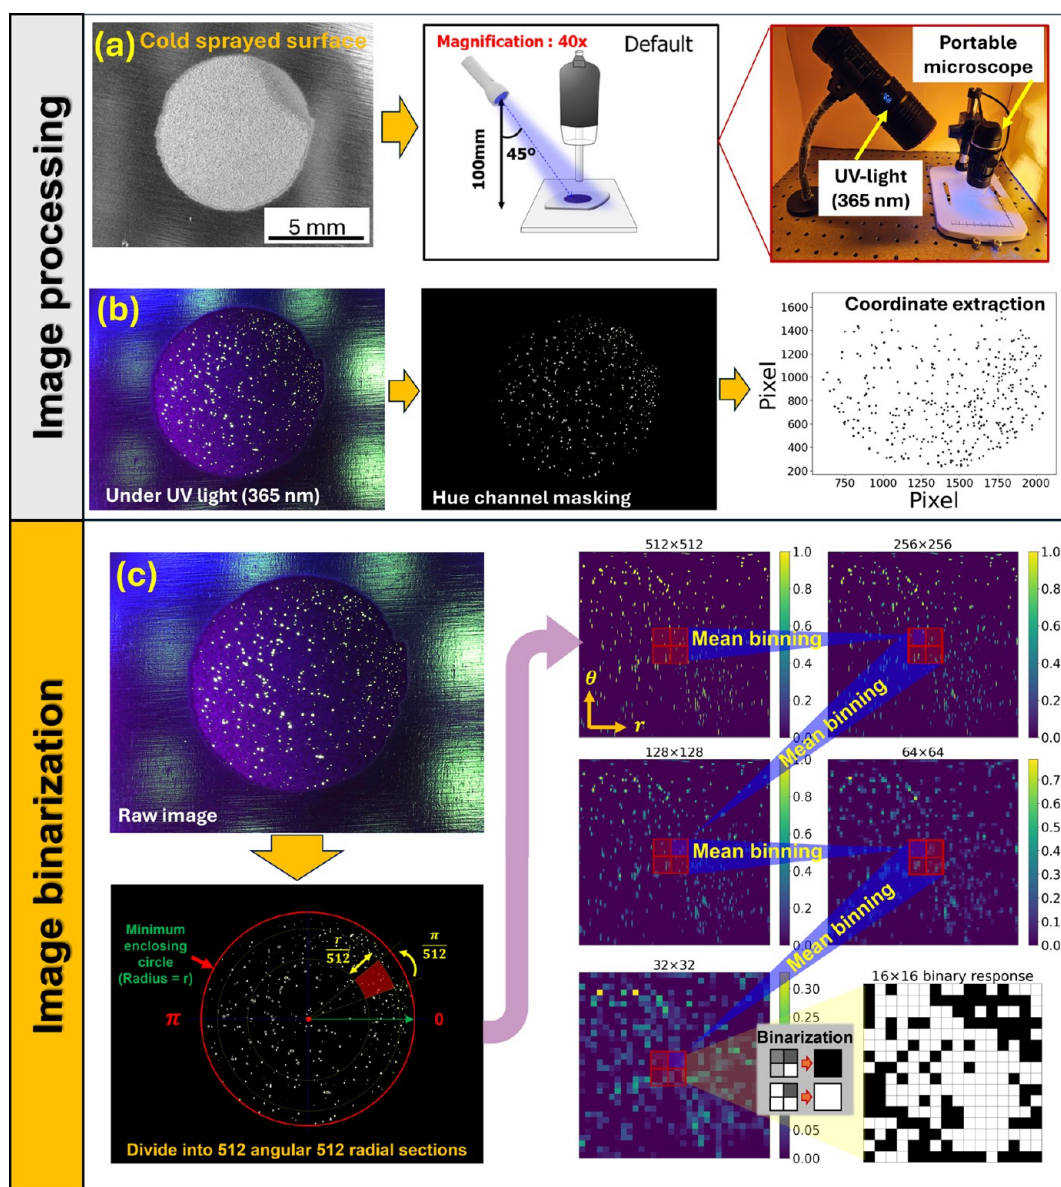 Image processing
(a)
Cold sprayed surface
5 mm
Magnification : 40x
Default
100mm
45º
Portable
microscope
UV-light
(365 nm)
(b)
Under UV light (365 nm)
Hue channel masking
Coordinate extraction
1600
1400
1200
1000
800
600
400
200
Pixel
750 1000 1250 1500 1750 2000
Pixel
Image binarization
(c)
Raw image
Minimum
enclosing
circle
(Radius = r)
r
512
π
512
π
0
Divide into 512 angular 512 radial sections
512×512
1.0
0.8
0.6
0.4
0.2
0.0
θ
r
Mean binning
256×256
1.0
0.8
0.6
0.4
0.2
0.0
Mean binning
128×128
1.0
0.8
0.6
0.4
0.2
0.0
Mean binning
64×64
0.7
0.6
0.5
0.4
0.3
0.2
0.1
0.0
Mean binning
32×32
0.30
0.25
0.05
0.00
Binarization
16×16 binary response